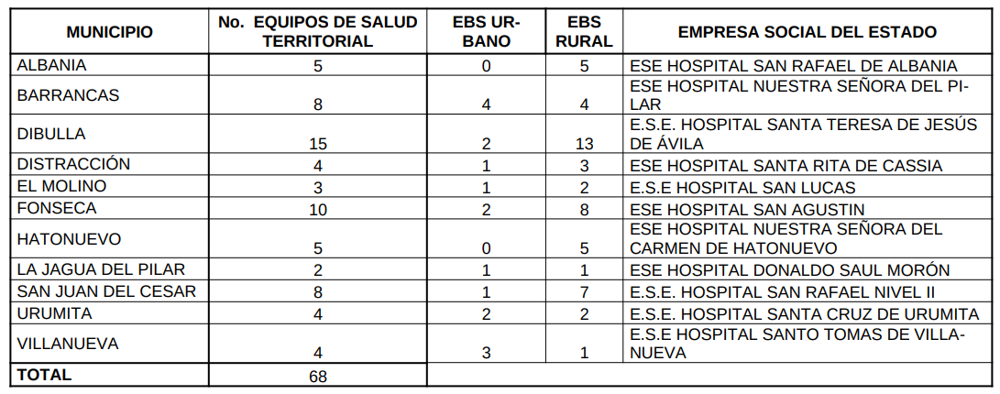 MUNICIPIO
No. EQUIPOS DE SALUD
TERRITORIAL
EBS UR-
BANO
EBS
RURAL
EMPRESA SOCIAL DEL ESTADO
ALBANIA 5 0 5 ESE HOSPITAL SAN RAFAEL DE ALBANIA
BARRANCAS 8 4 4 ESE HOSPITAL NUESTRA SEÑORA DEL PI-
LAR
DIBULLA 15 2 13 E.S.E. HOSPITAL SANTA TERESA DE JESÚS
DE ÁVILA
DISTRACCIÓN 4 1 3 ESE HOSPITAL SANTA RITA DE CASSIA
EL MOLINO 3 1 2 E.S.E HOSPITAL SAN LUCAS
FONSECA 10 2 8 ESE HOSPITAL SAN AGUSTIN
HATONUEVO 5 0 5 ESE HOSPITAL NUESTRA SEÑORA DEL
CARMEN DE HATONUEVO
LA JAGUA DEL PILAR 2 1 1 ESE HOSPITAL DONALDO SAUL MORÓN
SAN JUAN DEL CESAR 8 1 7 E.S.E. HOSPITAL SAN RAFAEL NIVEL II
URUMITA 4 2 2 E.S.E. HOSPITAL SANTA CRUZ DE URUMITA
VILLANUEVA 4 3 1 E.S.E HOSPITAL SANTO TOMAS DE VILLA-
NUEVA
TOTAL 68